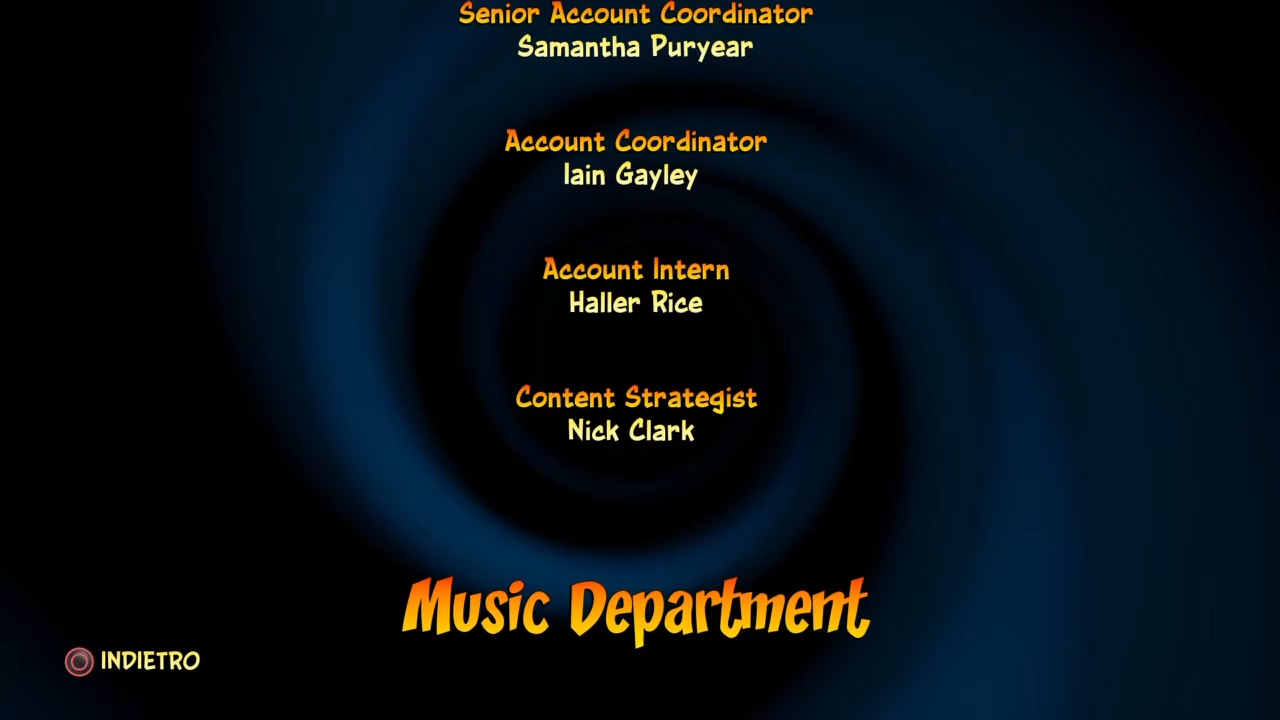 Senior Account Coordinator
Samantha Puryear
Account Coordinator
Iain Gayley
Account Intern
Haller Rice
Content Strategist
Nick Clark
Music Department
INDIETRO